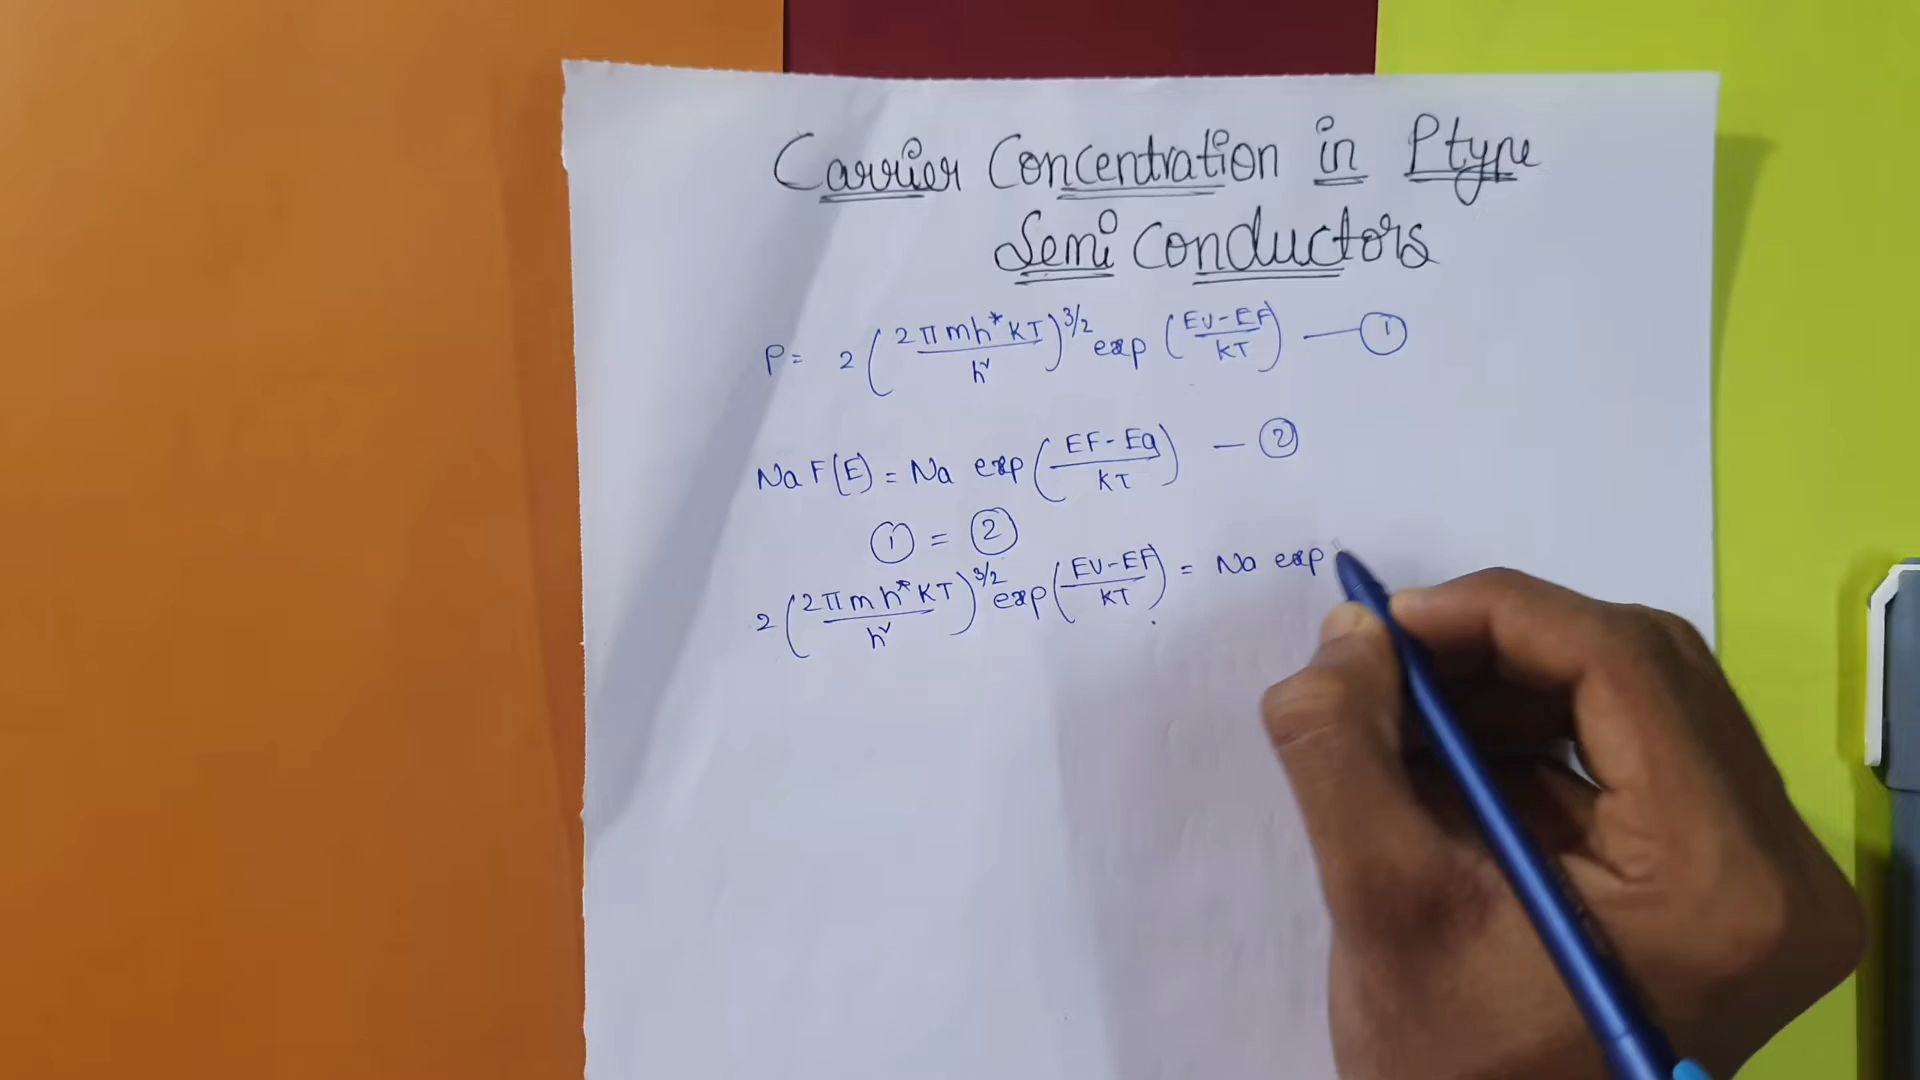 Carrier Concentration in P type
Semi Conductors
P = 2 (2πmh*KT/h²)^3/2 exp (EV-EF/KT) — ①
Na F(E) = Na exp (EF-Ea/KT) — ②
① = ②
2 (2πmh*KT/h²)^3/2 exp (EV-EF/KT) = Na exp